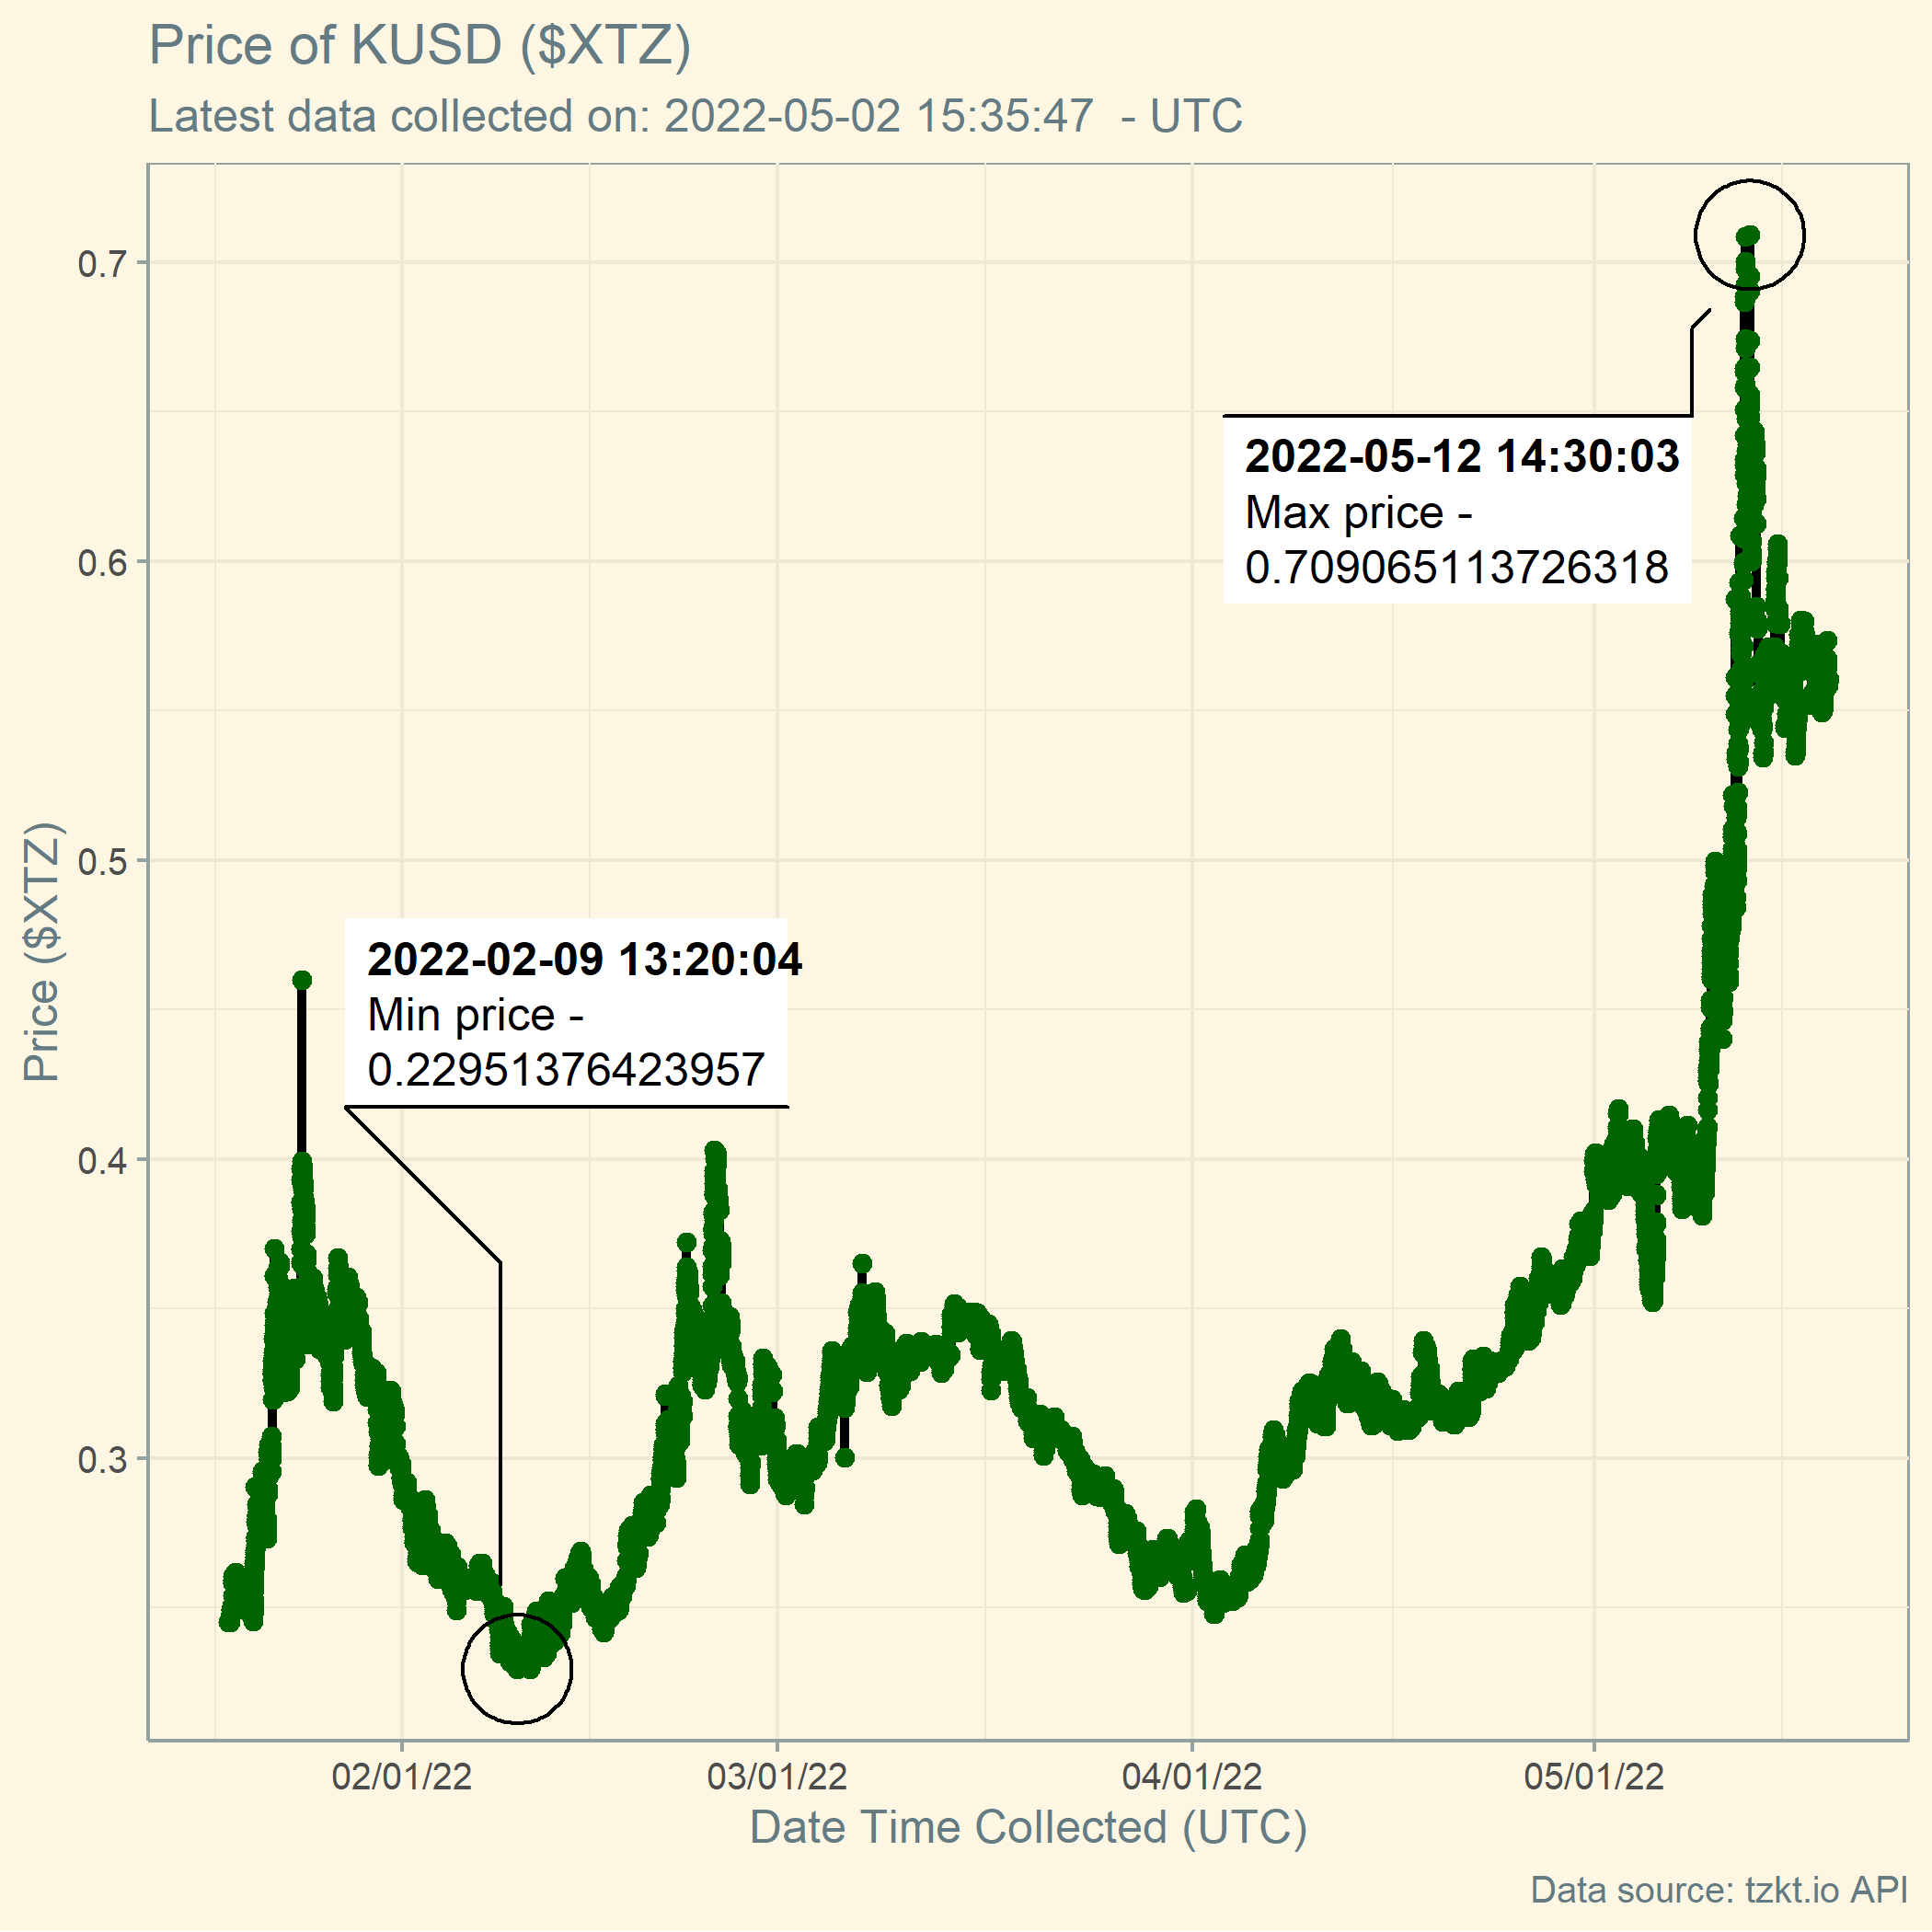 Price of KUSD ($XTZ)
Latest data collected on: 2022-05-02 15:35:47  - UTC
0.7
0.6
0.5
0.4
0.3
Price ($XTZ)
2022-05-12 14:30:03
Max price -
0.709065113726318
2022-02-09 13:20:04
Min price -
0.22951376423957
02/01/22
03/01/22
04/01/22
05/01/22
Date Time Collected (UTC)
Data source: tzkt.io API